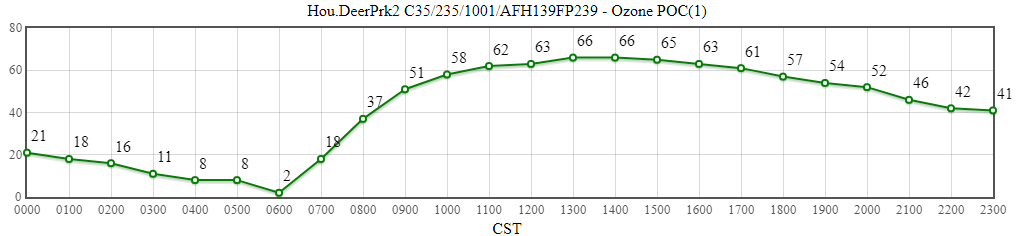 Hou.DeerPrk2 C35/235/1001/AFH139FP239 - Ozone POC(1)
80
60
40
20
0
21 18 16 11 8 8 2 18 37 51 58 62 63 66 66 65 63 61 57 54 52 46 42 41
0000 0100 0200 0300 0400 0500 0600 0700 0800 0900 1000 1100 1200 1300 1400 1500 1600 1700 1800 1900 2000 2100 2200 2300
CST